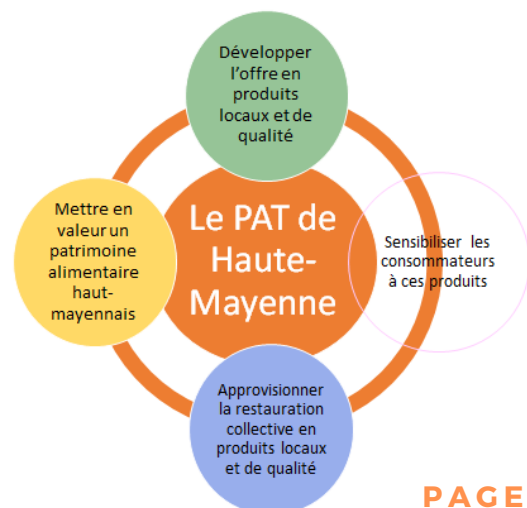 Développer
l'offre en
produits
locaux et de
qualité
Mettre en
valeur un
patrimoine
alimentaire
haut-
mayennais
Le PAT de
Haute-
Mayenne
Sensibiliser les
consommateurs
à ces produits
Approvisionner
la restauration
collective en
produits locaux
et de qualité
PAGE